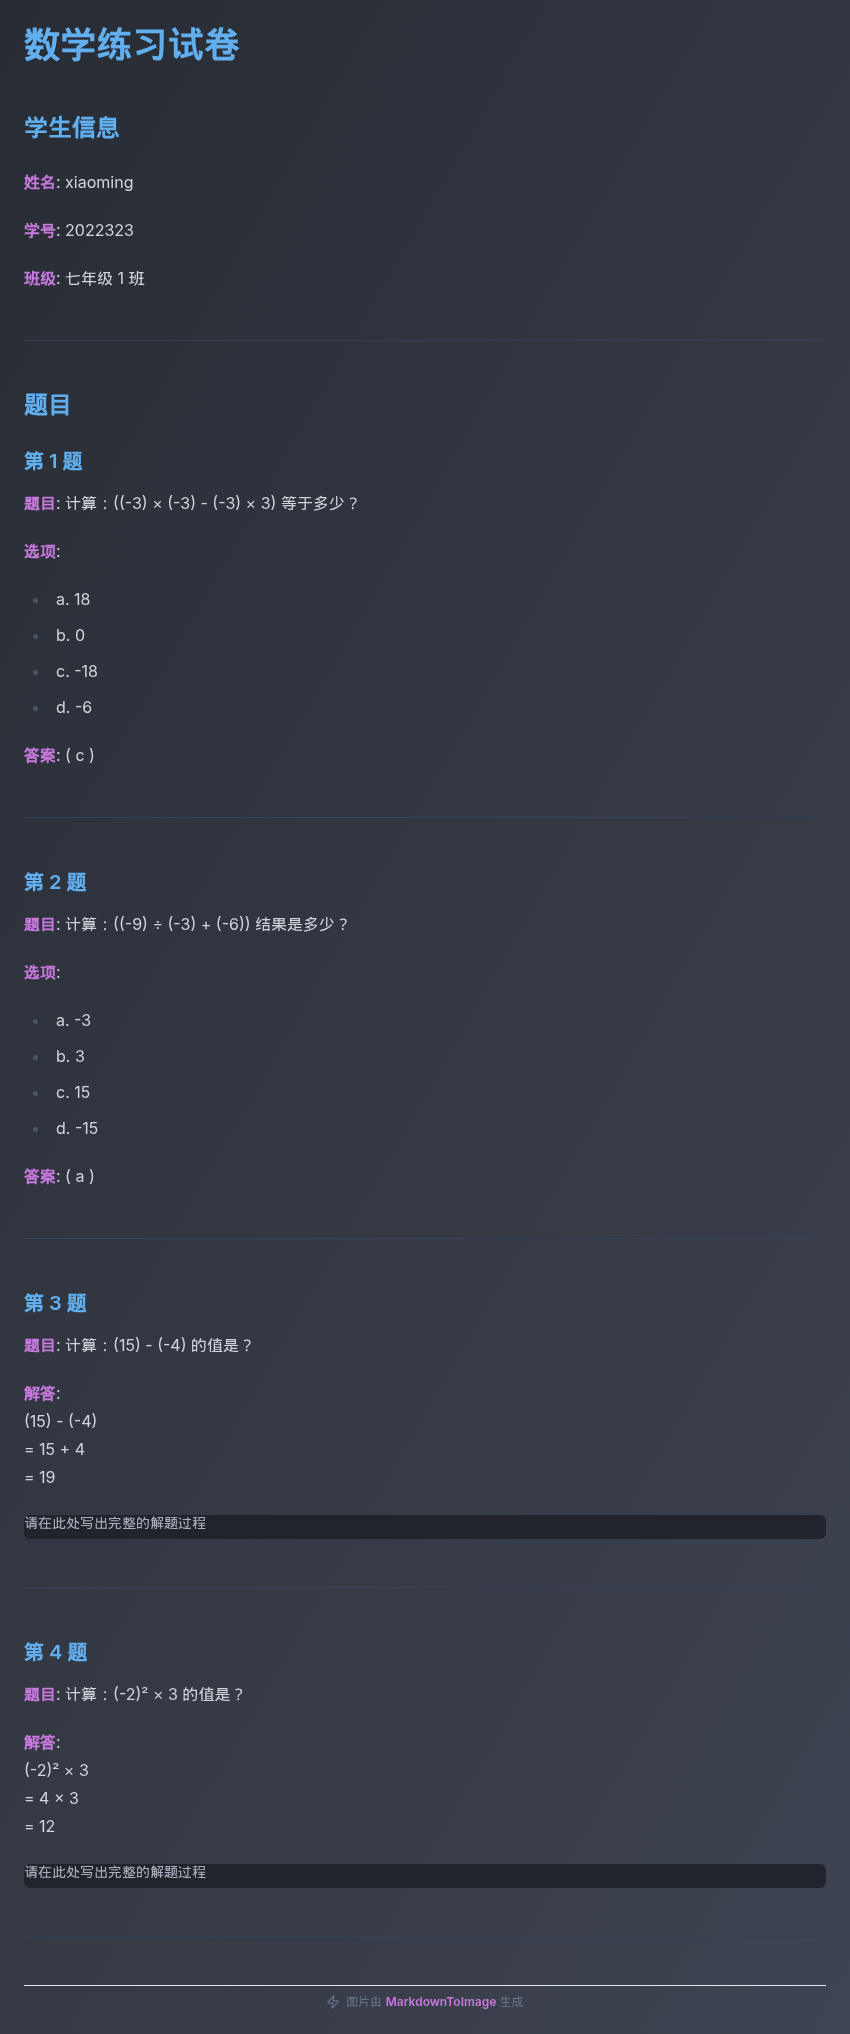 数学练习试卷
学生信息
姓名: xiaoming
学号: 2022323
班级: 七年级 1 班
题目
第 1 题
题目: 计算：((-3) × (-3) - (-3) × 3) 等于多少？
选项:
a. 18
b. 0
c. -18
d. -6
答案: ( c )
第 2 题
题目: 计算：((-9) ÷ (-3) + (-6)) 结果是多少？
选项:
a. -3
b. 3
c. 15
d. -15
答案: ( a )
第 3 题
题目: 计算：(15) - (-4) 的值是？
解答:
(15) - (-4)
= 15 + 4
= 19
请在此处写出完整的解题过程
第 4 题
题目: 计算：(-2)² × 3 的值是？
解答:
(-2)² × 3
= 4 × 3
= 12
请在此处写出完整的解题过程
图片由 MarkdownToImage 生成